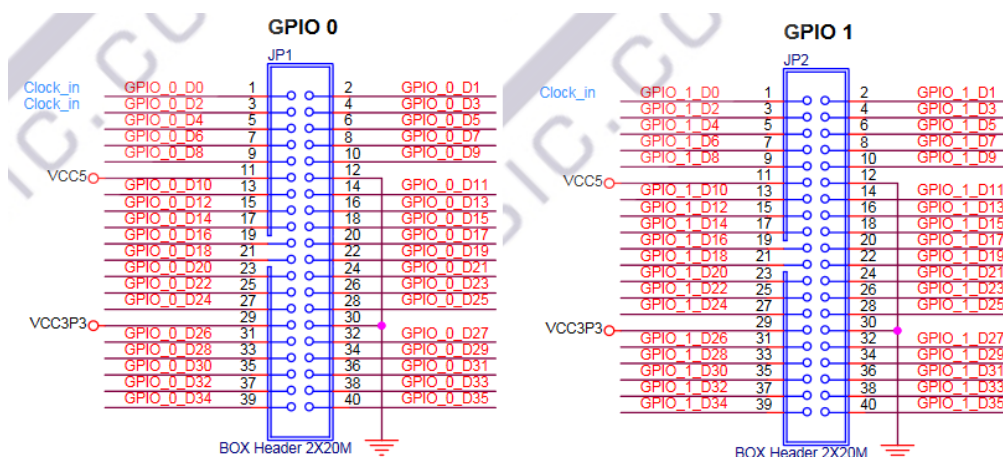 GPIO 0
JP1
Clock_in GPIO_0_D0 1 2 GPIO_0_D1
Clock_in GPIO_0_D2 3 4 GPIO_0_D3
GPIO_0_D4 5 6 GPIO_0_D5
GPIO_0_D6 7 8 GPIO_0_D7
GPIO_0_D8 9 10 GPIO_0_D9
VCC5 11 12
GPIO_0_D10 13 14 GPIO_0_D11
GPIO_0_D12 15 16 GPIO_0_D13
GPIO_0_D14 17 18 GPIO_0_D15
GPIO_0_D16 19 20 GPIO_0_D17
GPIO_0_D18 21 22 GPIO_0_D19
GPIO_0_D20 23 24 GPIO_0_D21
GPIO_0_D22 25 26 GPIO_0_D23
GPIO_0_D24 27 28 GPIO_0_D25
VCC3P3 29 30
GPIO_0_D26 31 32 GPIO_0_D27
GPIO_0_D28 33 34 GPIO_0_D29
GPIO_0_D30 35 36 GPIO_0_D31
GPIO_0_D32 37 38 GPIO_0_D33
GPIO_0_D34 39 40 GPIO_0_D35
BOX Header 2X20M
GPIO 1
JP2
Clock_in GPIO_1_D0 1 2 GPIO_1_D1
GPIO_1_D2 3 4 GPIO_1_D3
GPIO_1_D4 5 6 GPIO_1_D5
GPIO_1_D6 7 8 GPIO_1_D7
GPIO_1_D8 9 10 GPIO_1_D9
VCC5 11 12
GPIO_1_D10 13 14 GPIO_1_D11
GPIO_1_D12 15 16 GPIO_1_D13
GPIO_1_D14 17 18 GPIO_1_D15
GPIO_1_D16 19 20 GPIO_1_D17
GPIO_1_D18 21 22 GPIO_1_D19
GPIO_1_D20 23 24 GPIO_1_D21
GPIO_1_D22 25 26 GPIO_1_D23
GPIO_1_D24 27 28 GPIO_1_D25
VCC3P3 29 30
GPIO_1_D26 31 32 GPIO_1_D27
GPIO_1_D28 33 34 GPIO_1_D29
GPIO_1_D30 35 36 GPIO_1_D31
GPIO_1_D32 37 38 GPIO_1_D33
GPIO_1_D34 39 40 GPIO_1_D35
BOX Header 2X20M